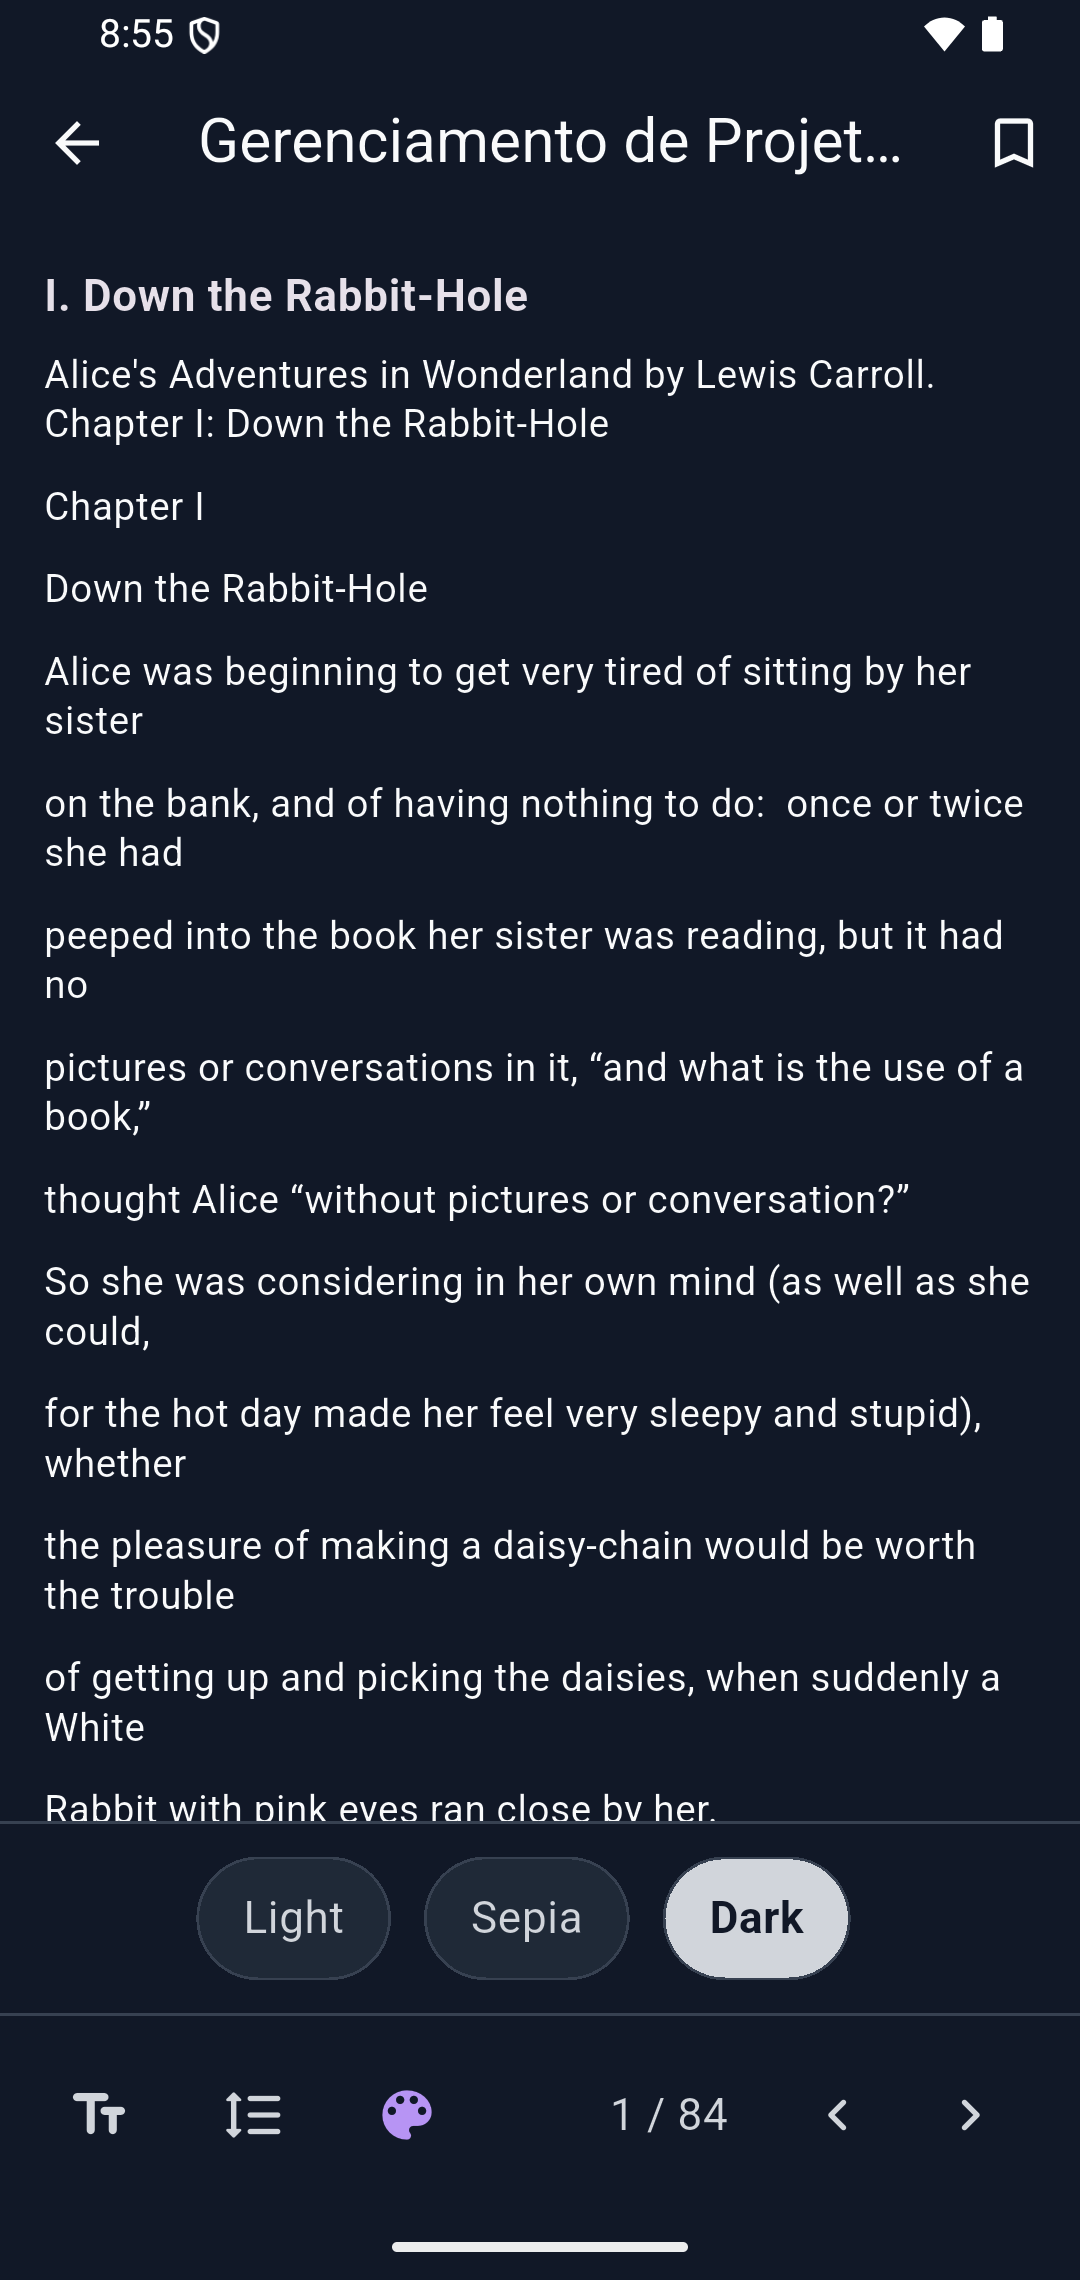 8:55
Gerenciamento de Projet...
I. Down the Rabbit-Hole
Alice's Adventures in Wonderland by Lewis Carroll.
Chapter I: Down the Rabbit-Hole
Chapter I
Down the Rabbit-Hole
Alice was beginning to get very tired of sitting by her
sister
on the bank, and of having nothing to do:  once or twice
she had
peeped into the book her sister was reading, but it had
no
pictures or conversations in it, “and what is the use of a
book,”
thought Alice “without pictures or conversation?”
So she was considering in her own mind (as well as she
could,
for the hot day made her feel very sleepy and stupid),
whether
the pleasure of making a daisy-chain would be worth
the trouble
of getting up and picking the daisies, when suddenly a
White
Rabbit with pink eyes ran close by her.
Light
Sepia
Dark
1 / 84